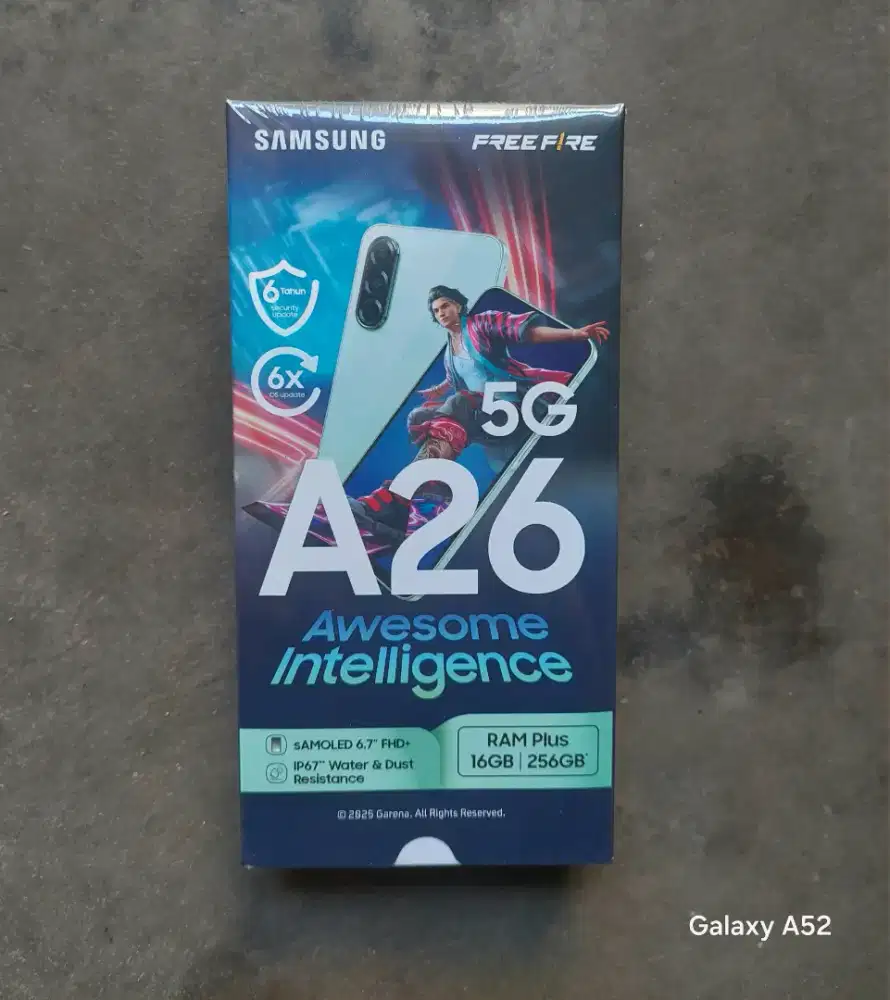 SAMSUNG
FREE FIRE
6 Tahun
security
update
6x
OS update
5G
A26
Awesome
Intelligence
sAMOLED 6.7" FHD+
IP67** Water & Dust
Resistance
RAM Plus
16GB | 256GB*
© 2025 Garena. All Rights Reserved.
Galaxy A52